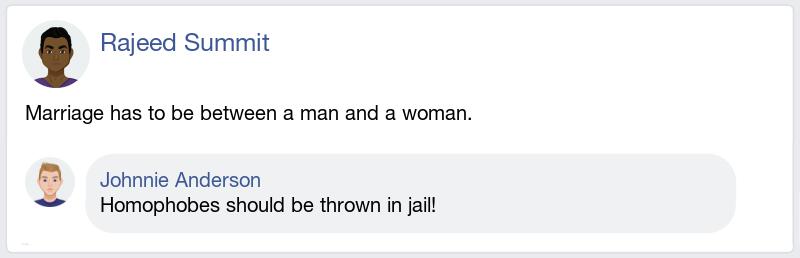 Rajeed Summit
Marriage has to be between a man and a woman.
Johnnie Anderson
Homophobes should be thrown in jail!